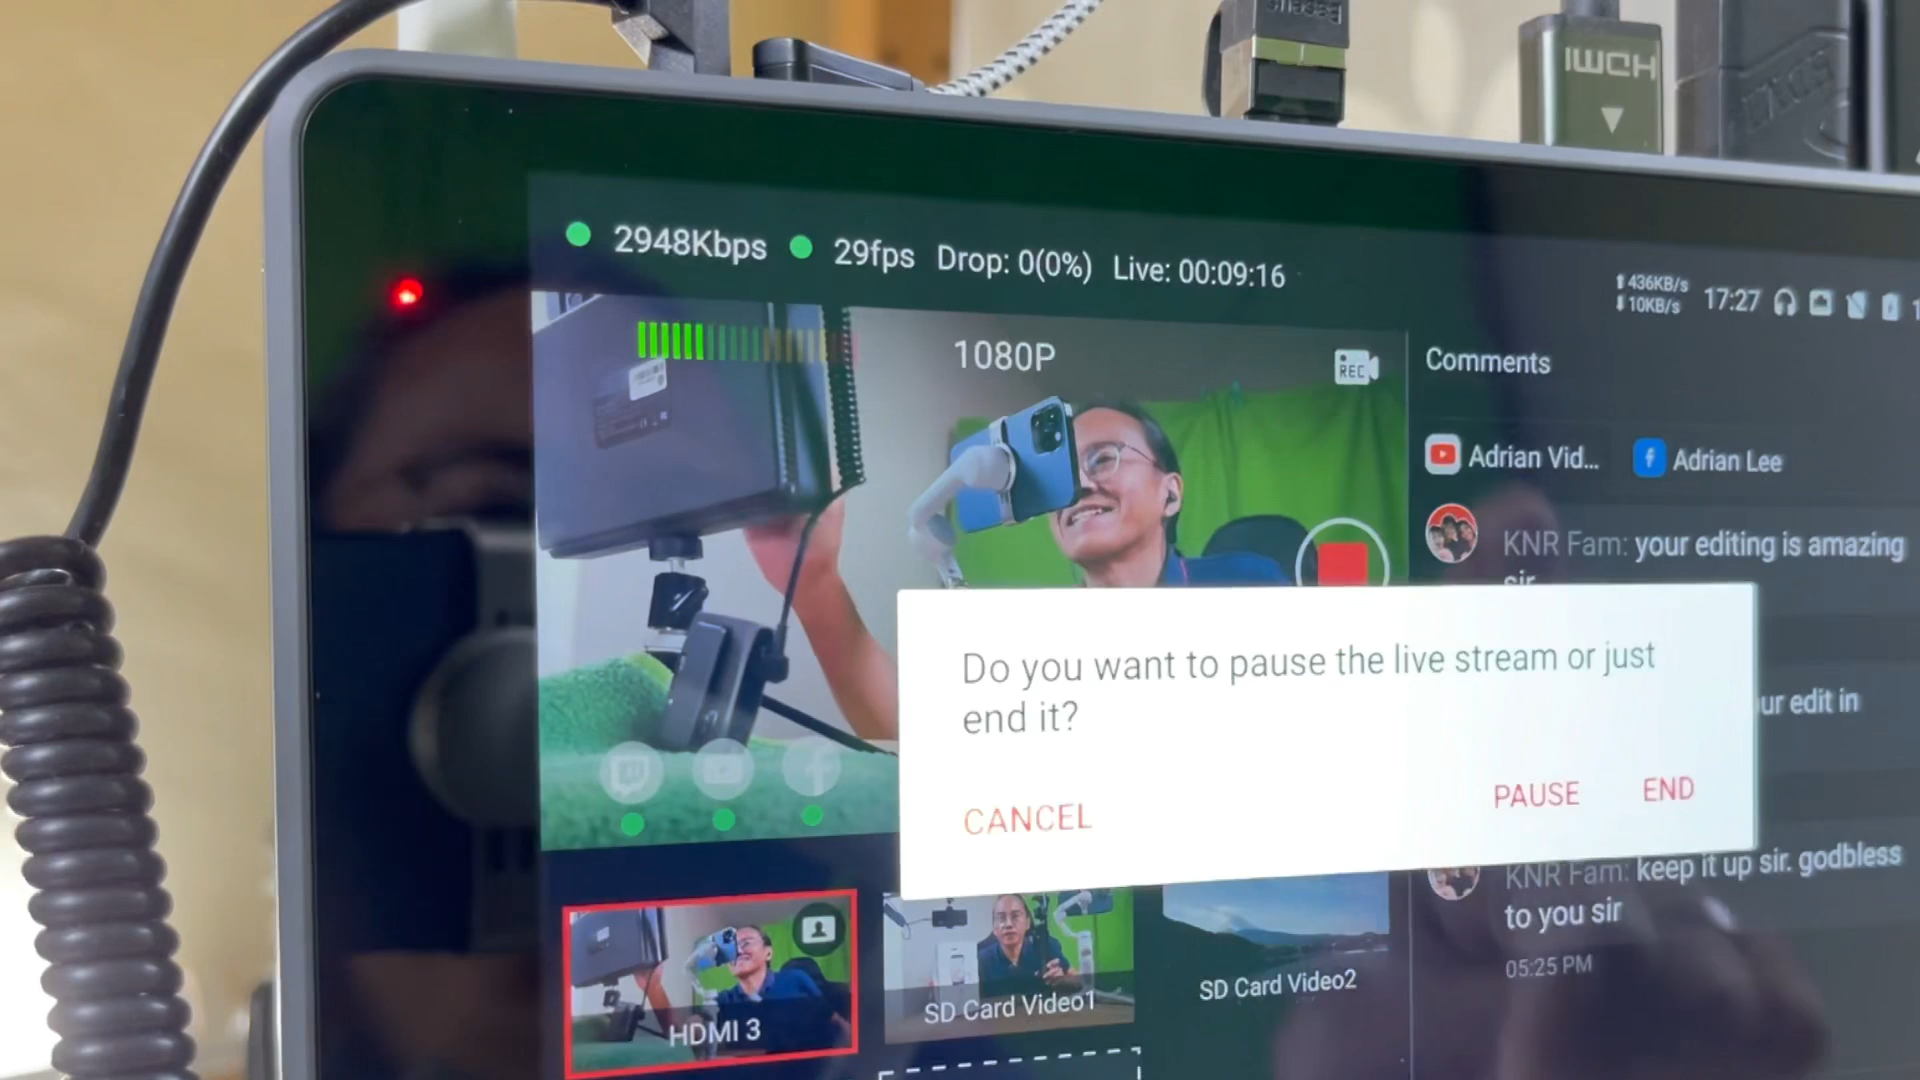 Baseus
HDMI
2948Kbps 29fps Drop: 0(0%) Live: 00:09:16
436KB/s
10KB/s
17:27
1080P
REC
Comments
Adrian Vid...
Adrian Lee
KNR Fam: your editing is amazing
sir
Do you want to pause the live stream or just
end it?
CANCEL
PAUSE
END
ur edit in
KNR Fam: keep it up sir. godbless
to you sir
05:25 PM
HDMI 3
SD Card Video1
SD Card Video2